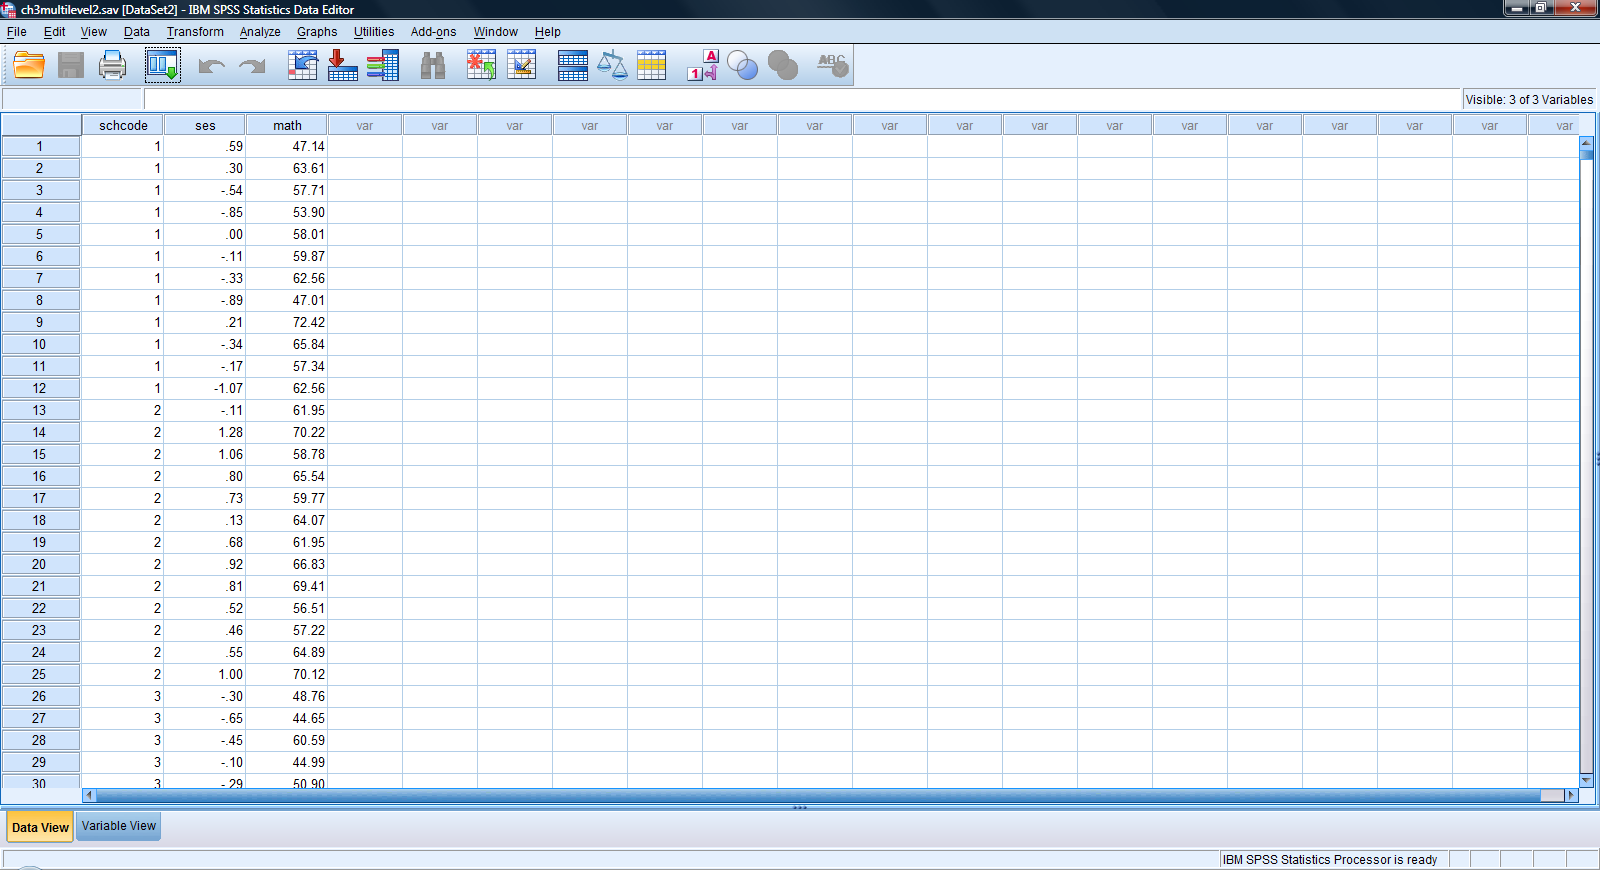 ch3multilevel2.sav [DataSet2] - IBM SPSS Statistics Data Editor
File Edit View Data Transform Analyze Graphs Utilities Add-ons Window Help
A
1
ABC
Visible: 3 of 3 Variables
schcode ses math var var var var var var var var var var var var var var var var var
1 1 .59 47.14
2 1 .30 63.61
3 1 -.54 57.71
4 1 -.85 53.90
5 1 .00 58.01
6 1 -.11 59.87
7 1 -.33 62.56
8 1 -.89 47.01
9 1 .21 72.42
10 1 -.34 65.84
11 1 -.17 57.34
12 1 -1.07 62.56
13 2 -.11 61.95
14 2 1.28 70.22
15 2 1.06 58.78
16 2 .80 65.54
17 2 .73 59.77
18 2 .13 64.07
19 2 .68 61.95
20 2 .92 66.83
21 2 .81 69.41
22 2 .52 56.51
23 2 .46 57.22
24 2 .55 64.89
25 2 1.00 70.12
26 3 -.30 48.76
27 3 -.65 44.65
28 3 -.45 60.59
29 3 -.10 44.99
30 3 -.29 50.90
Data View Variable View
IBM SPSS Statistics Processor is ready